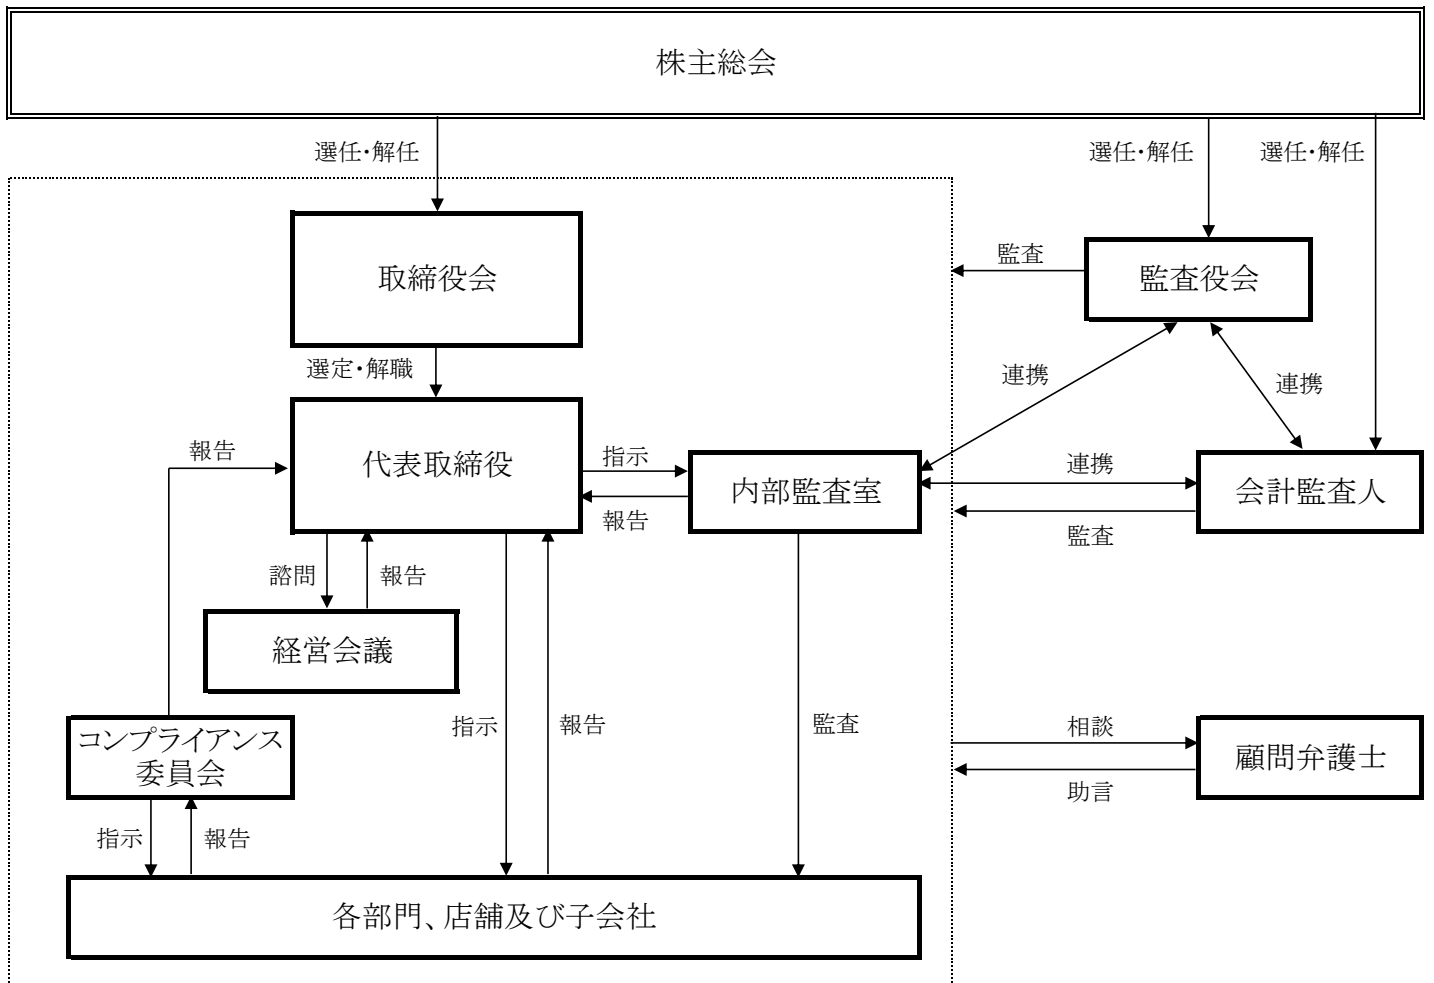 株主総会
選任・解任
選任・解任
選任・解任
取締役会
監査
監査役会
選定・解職
連携
連携
報告
代表取締役
指示
報告
内部監査室
連携
監査
会計監査人
諮問
報告
経営会議
コンプライアンス
委員会
指示
報告
監査
相談
助言
顧問弁護士
指示
報告
各部門、店舗及び子会社